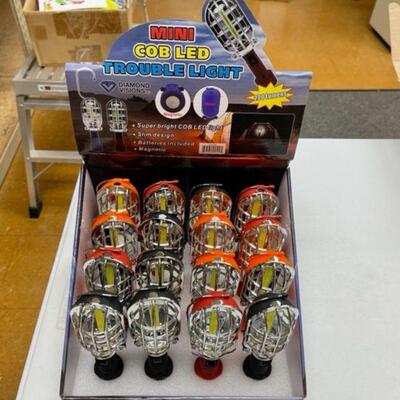 MINI
COB LED
TROUBLE LIGHT
DIAMOND
VISIONS
• Super bright COB LED light
• Slim design
• Batteries included
• Magnetic